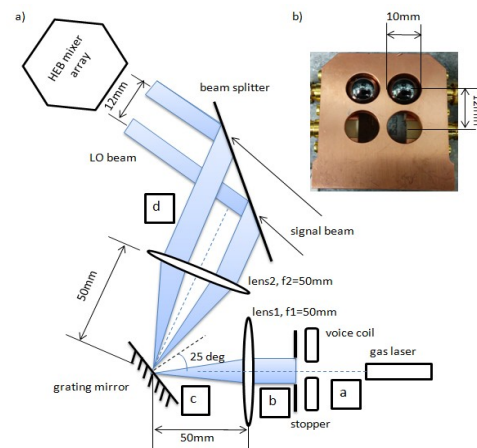 a)
HEB mixer
array
12mm
LO beam
beam splitter
d
signal beam
50mm
lens2, f2=50mm
lens1, f1=50mm
voice coil
gas laser
25 deg
grating mirror
c
b
a
stopper
50mm
b)
10mm
12mm